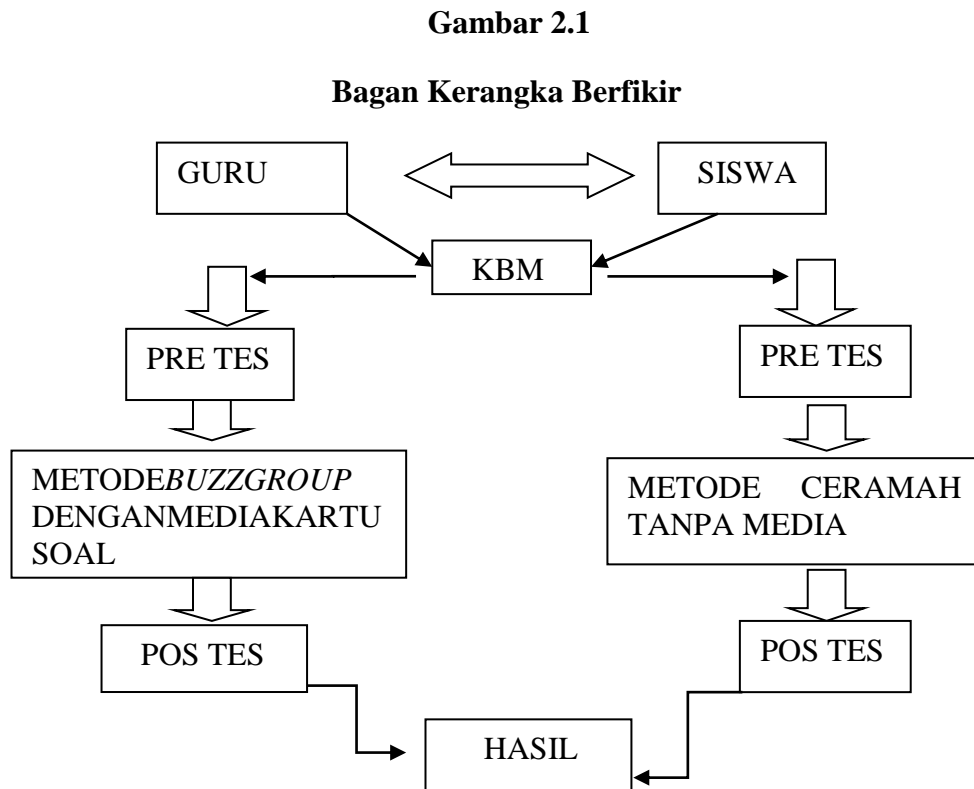 Gambar 2.1
Bagan Kerangka Berfikir
GURU
SISWA
KBM
PRE TES
PRE TES
METODEBUZZGROUP
DENGANMEDIAKARTU
SOAL
METODE CERAMAH
TANPA MEDIA
POS TES
POS TES
HASIL